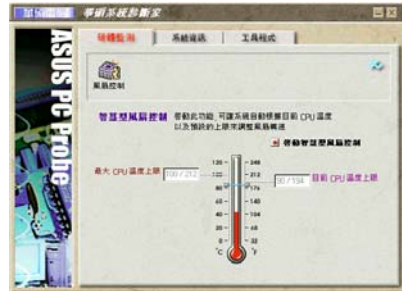 華碩系統診斷家
ASUS PC Probe
硬體監測 系統資訊 工具程式
風扇控制
智慧型風扇控制 啓動此功能, 可讓系統自動根據目前 CPU 溫度
以及預設的上限來調整風扇轉速
啓動智慧型風扇控制
最大 CPU 溫度上限 100 / 212
90 / 194 目前 CPU 溫度上限
120 248
100 212
80 176
60 140
40 104
20 68
0 32
°C °F